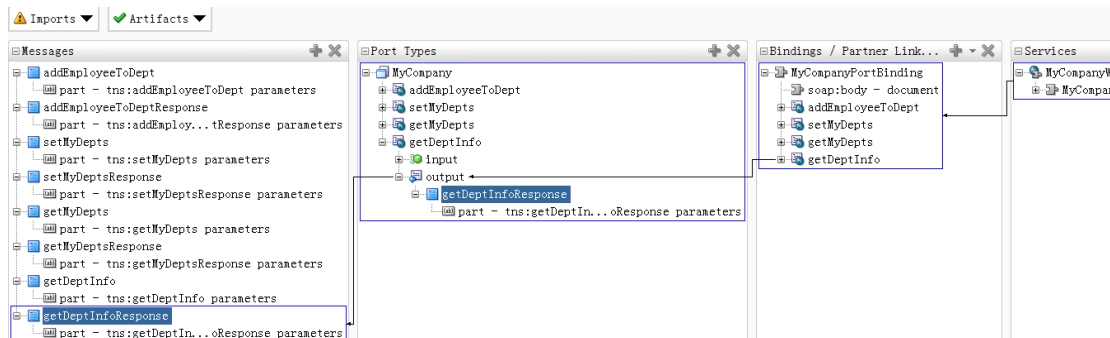 Imports
Artifacts
Messages
addEmployeeToDept
part - tns:addEmployeeToDept parameters
addEmployeeToDeptResponse
part - tns:addEmploy...tResponse parameters
setMyDepts
part - tns:setMyDepts parameters
setMyDeptsResponse
part - tns:setMyDeptsResponse parameters
getMyDepts
part - tns:getMyDepts parameters
getMyDeptsResponse
part - tns:getMyDeptsResponse parameters
getDeptInfo
part - tns:getDeptInfo parameters
getDeptInfoResponse
part - tns:getDeptIn...oResponse parameters
Port Types
MyCompany
addEmployeeToDept
setMyDepts
getMyDepts
getDeptInfo
input
output
getDeptInfoResponse
part - tns:getDeptIn...oResponse parameters
Bindings / Partner Link...
MyCompanyPortBinding
soap:body - document
addEmployeeToDept
setMyDepts
getMyDepts
getDeptInfo
Services
MyCompany
MyCompan